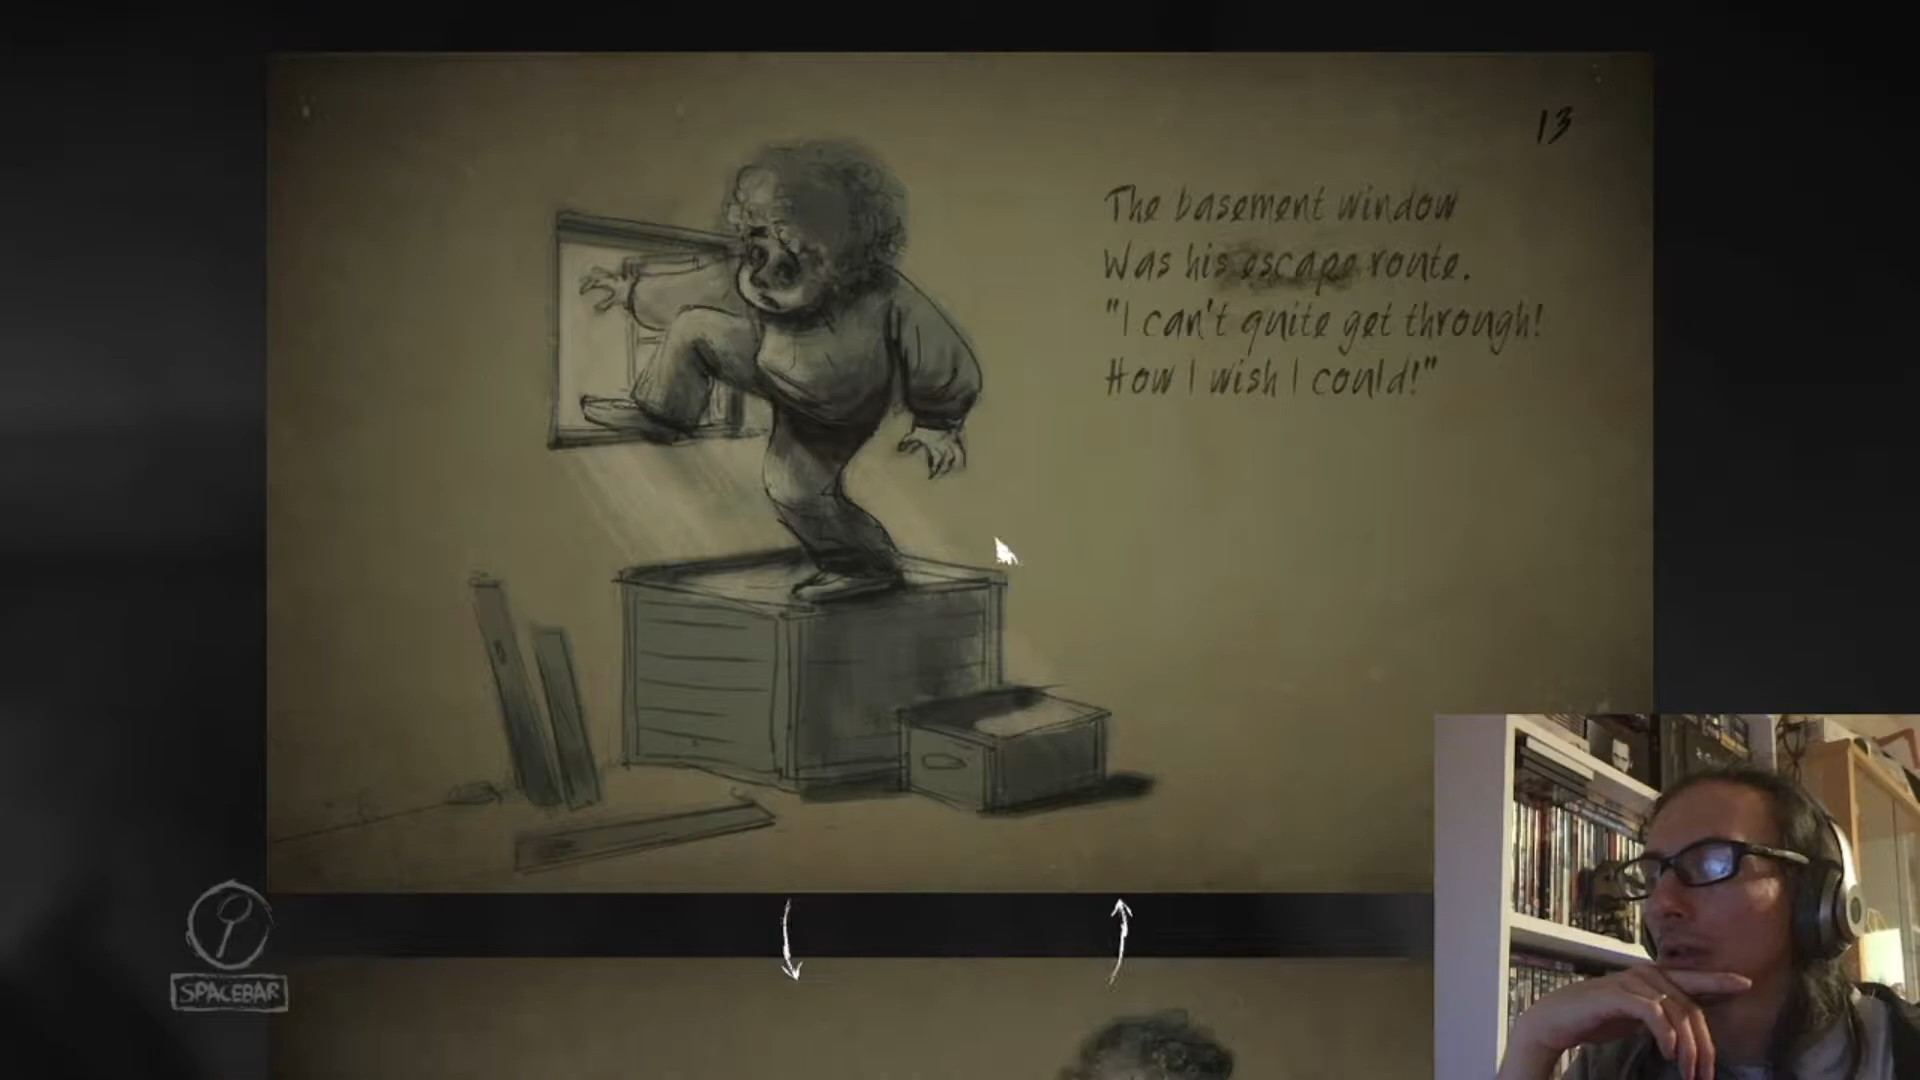 13
The basement window
Was his escape route.
"I can't quite get through!
How I wish I could!"
SPACEBAR